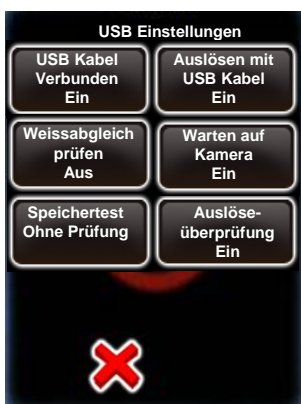 USB Einstellungen
USB Kabel
Verbunden
Ein
Auslösen mit
USB Kabel
Ein
Weissabgleich
prüfen
Aus
Warten auf
Kamera
Ein
Speichertest
Ohne Prüfung
Auslöse-
überprüfung
Ein